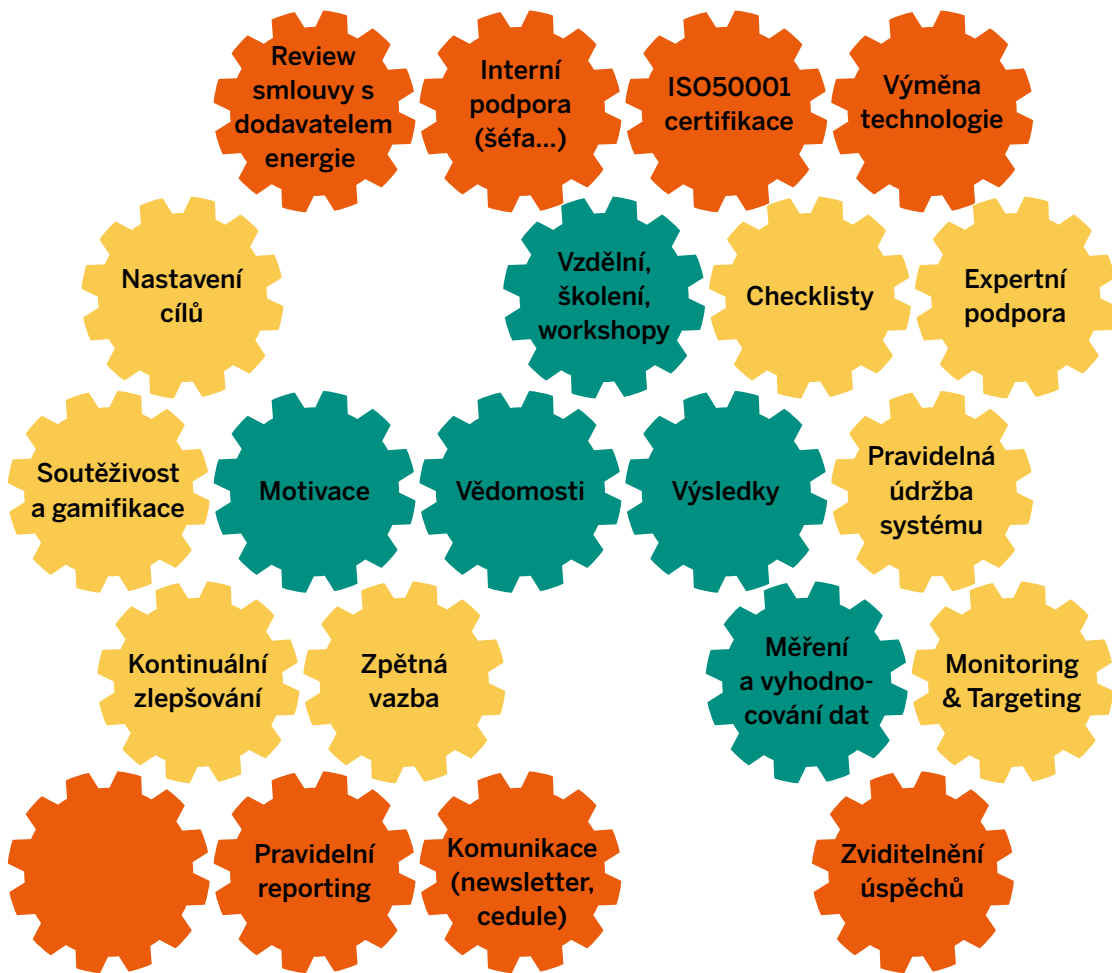 Review
smlouvy s
dodavatelem
energie
Interní
podpora
(šéfa...)
ISO50001
certifikace
Výměna
technologie
Nastavení
cílů
Vzdělní,
školení,
workshopy
Checklisty
Expertní
podpora
Soutěživost
a gamifikace
Motivace
Vědomosti
Výsledky
Pravidelná
údržba
systému
Kontinuální
zlepšování
Zpětná
vazba
Měření
a vyhodno-
cování dat
Monitoring
& Targeting
Pravidelní
reporting
Komunikace
(newsletter,
cedule)
Zviditelnění
úspěchů